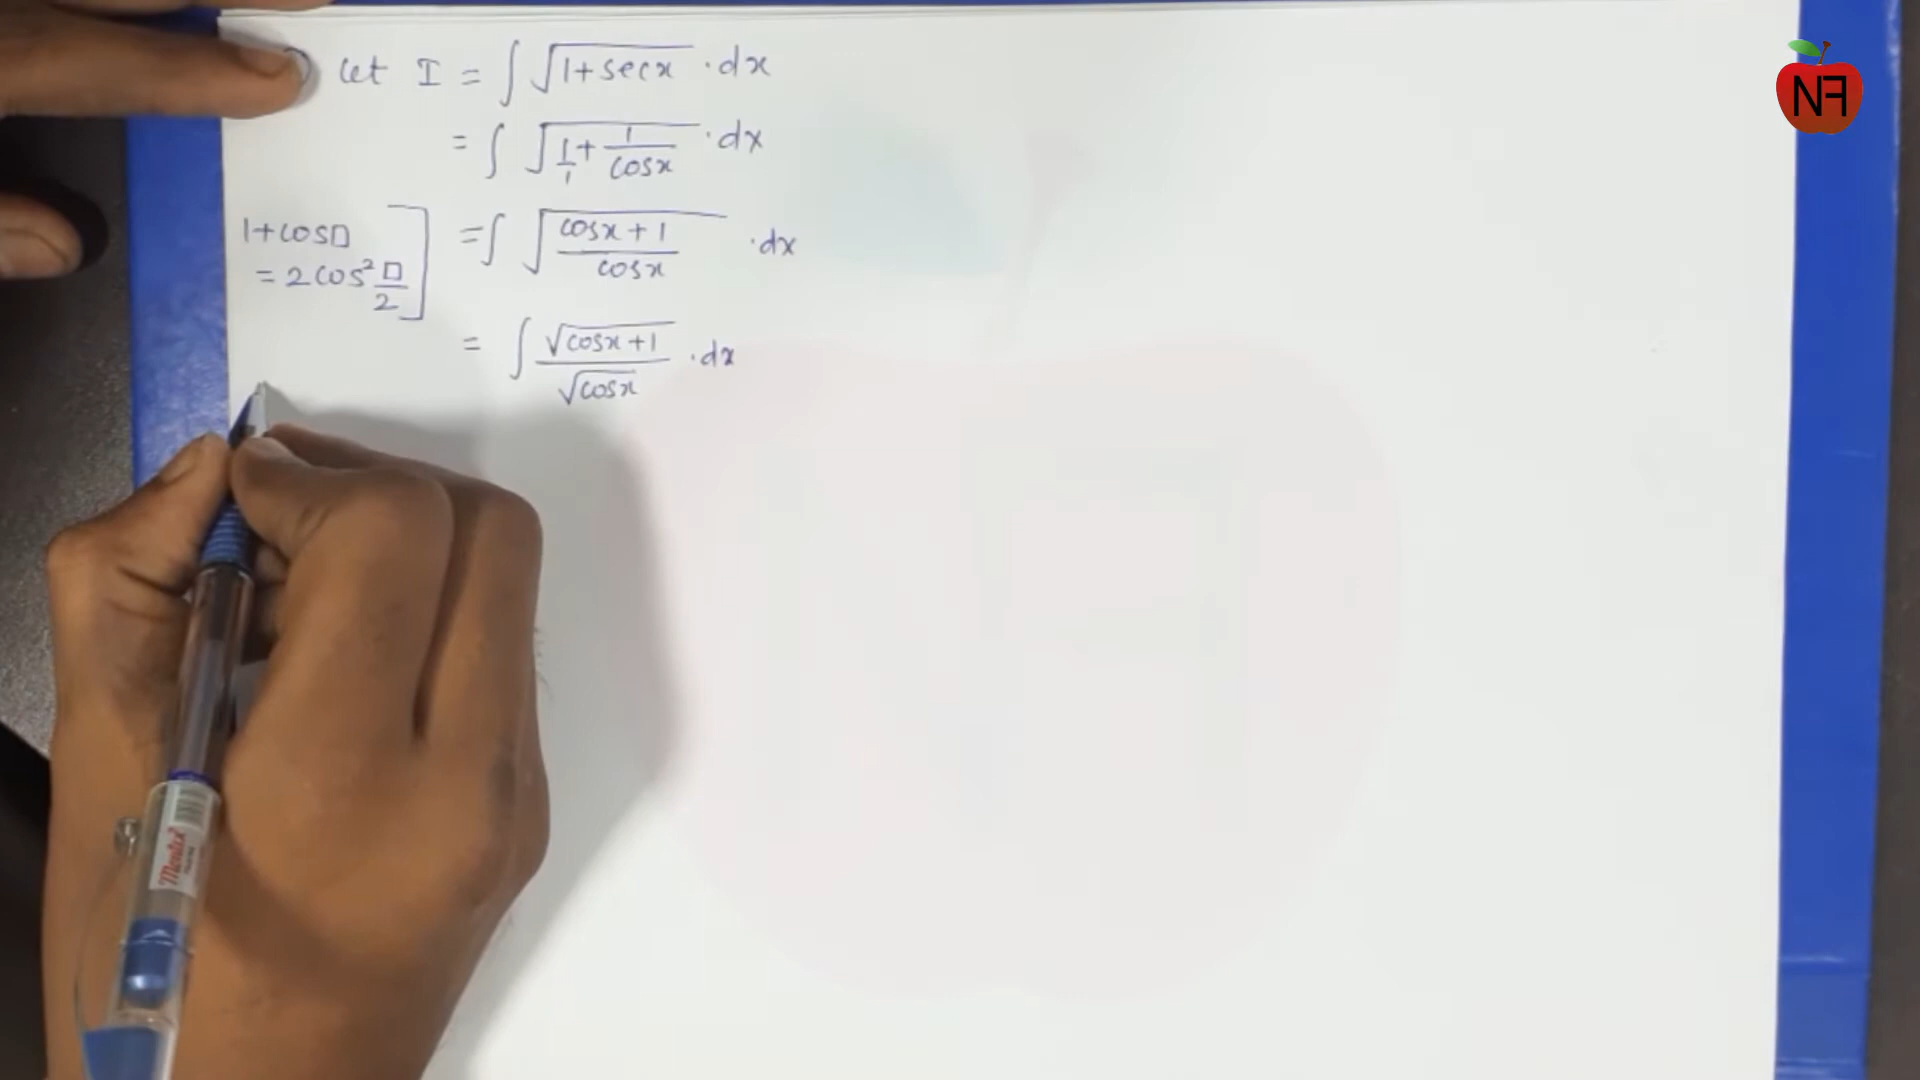 Let I = ∫ √(1+secx) · dx
= ∫ √(1/1 + 1/cosx) · dx
= ∫ √((cosx+1)/cosx) · dx
1+cos□
= 2cos² □/2
= ∫ √(cosx+1)/√cosx · dx
NF
Montex